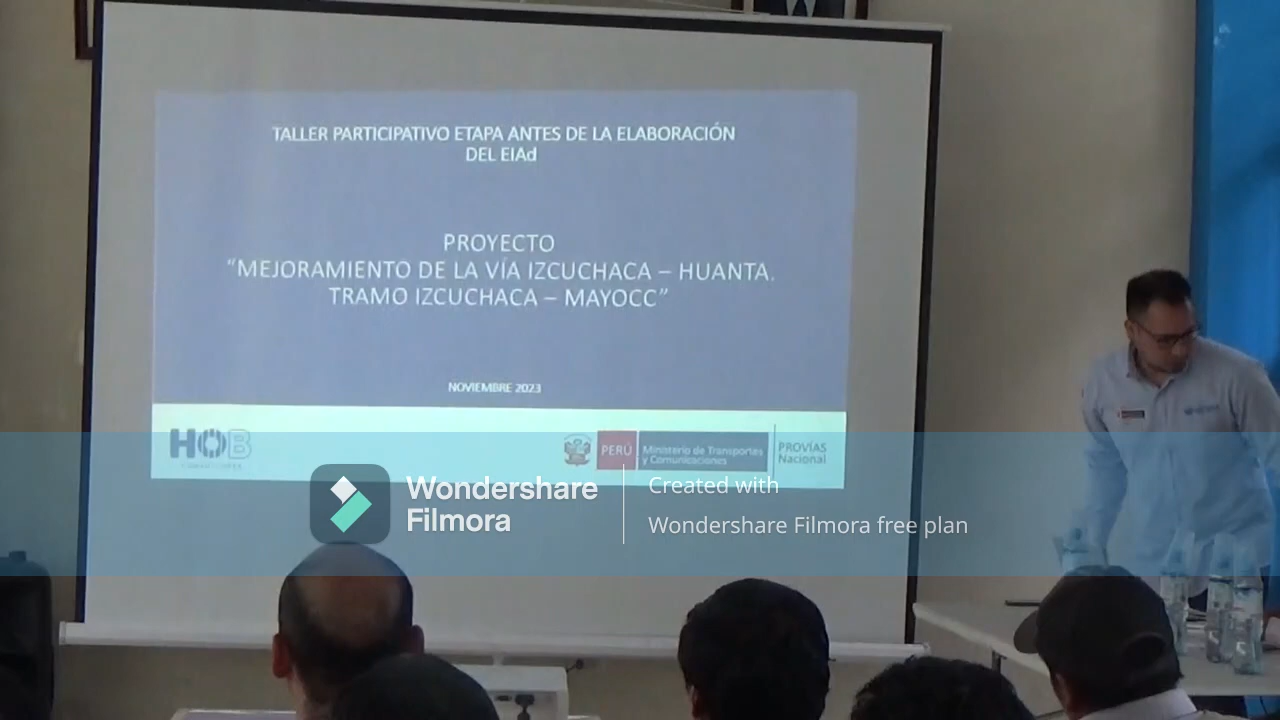 TALLER PARTICIPATIVO ETAPA ANTES DE LA ELABORACIÓN
DEL EIAd
PROYECTO
"MEJORAMIENTO DE LA VÍA IZCUCHACA – HUANTA.
TRAMO IZCUCHACA – MAYOCC"
NOVIEMBRE 2023
HOB
PERÚ
Ministerio de Transportes
y Comunicaciones
PROVÍAS
Nacional
Wondershare
Filmora
Created with
Wondershare Filmora free plan